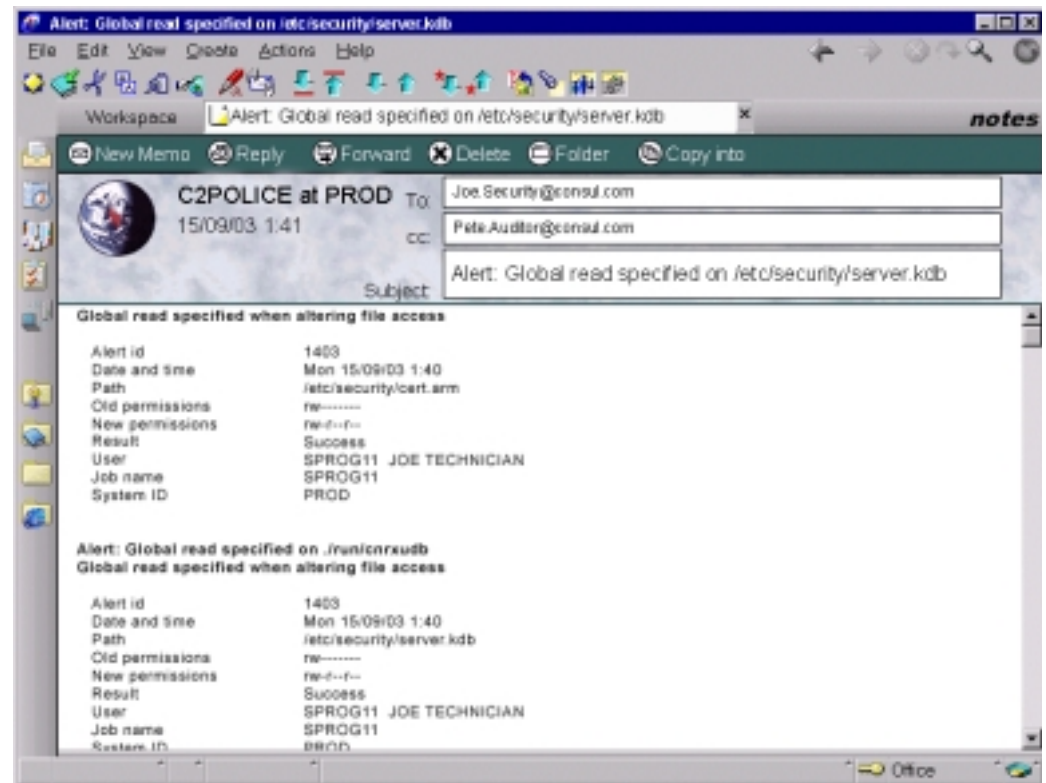 Alert: Global read specified on /etc/security/server.kdb
File Edit View Create Actions Help
Workspace Alert: Global read specified on /etc/security/server.kdb notes
New Memo Reply Forward Delete Folder Copy into
C2POLICE at PROD To: Joe.Security@consul.com
15/09/03 1:41 cc: Pete.Auditor@consul.com
Subject: Alert: Global read specified on /etc/security/server.kdb
Global read specified when altering file access
Alert id 1403
Date and time Mon 15/09/03 1:40
Path /etc/security/cert.arm
Old permissions rw-------
New permissions rw-r--r--
Result Success
User SPROG11 JOE TECHNICIAN
Job name SPROG11
System ID PROD
Alert: Global read specified on ./run/cnrxudb
Global read specified when altering file access
Alert id 1403
Date and time Mon 15/09/03 1:40
Path /etc/security/server.kdb
Old permissions rw-------
New permissions rw-r--r--
Result Success
User SPROG11 JOE TECHNICIAN
Job name SPROG11
System ID PROD
Office